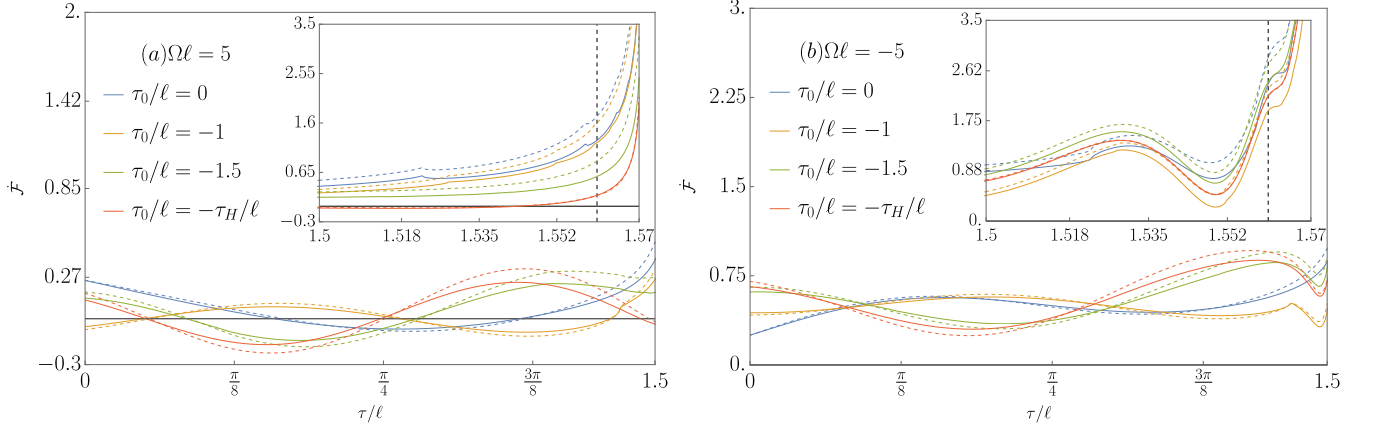 2.
1.42
0.85
0.27
−0.3
Ḟ
(a)Ωℓ = 5
τ₀/ℓ = 0
τ₀/ℓ = −1
τ₀/ℓ = −1.5
τ₀/ℓ = −τ_H/ℓ
3.5
2.55
1.6
0.65
−0.3
1.5 1.518 1.535 1.552 1.57
0 π/8 π/4 3π/8 1.5
τ/ℓ
3.
2.25
1.5
0.75
0.
Ḟ
(b)Ωℓ = −5
τ₀/ℓ = 0
τ₀/ℓ = −1
τ₀/ℓ = −1.5
τ₀/ℓ = −τ_H/ℓ
3.5
2.62
1.75
0.88
0.
1.5 1.518 1.535 1.552 1.57
0 π/8 π/4 3π/8 1.5
τ/ℓ